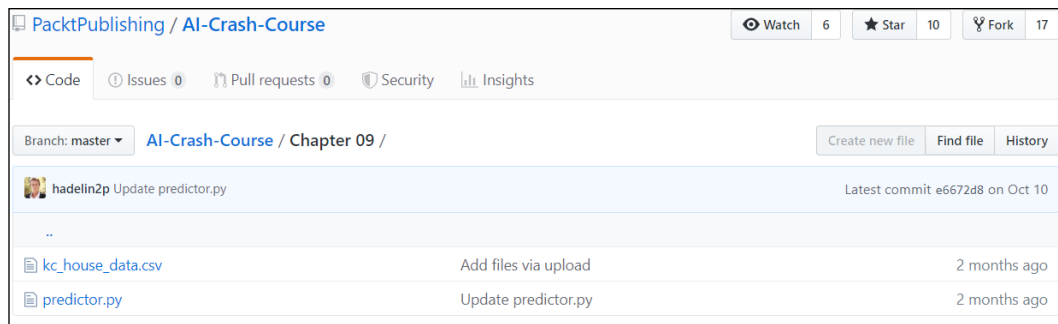 PacktPublishing / AI-Crash-Course Watch 6 Star 10 Fork 17
Code Issues 0 Pull requests 0 Security Insights
Branch: master AI-Crash-Course / Chapter 09 / Create new file Find file History
hadelin2p Update predictor.py Latest commit e6672d8 on Oct 10
..
kc_house_data.csv Add files via upload 2 months ago
predictor.py Update predictor.py 2 months ago